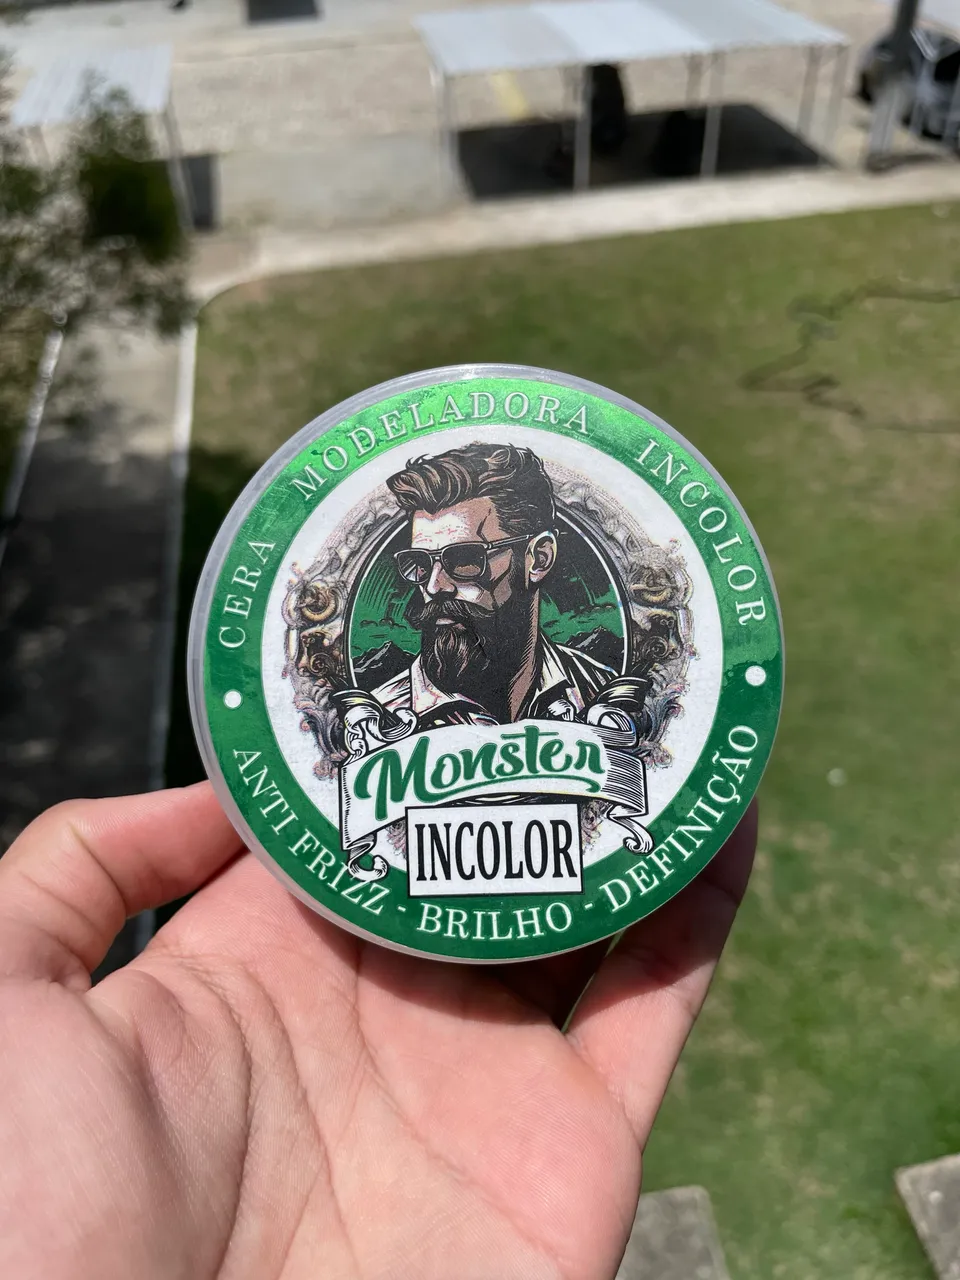 CERA MODELADORA INCOLOR
Monster
INCOLOR
ANTI FRIZZ - BRILHO - DEFINIÇÃO